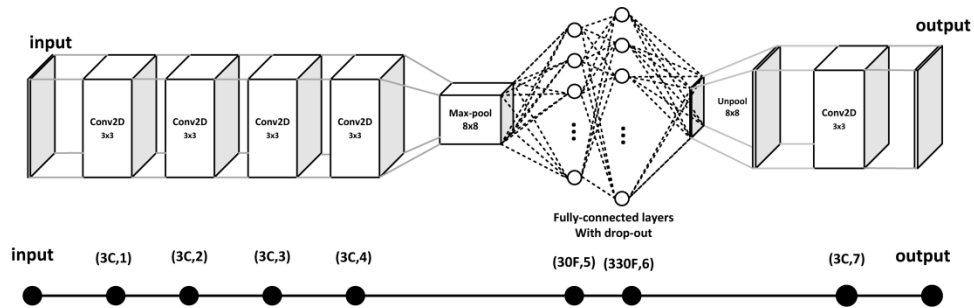 input
output
Conv2D
3x3
Conv2D
3x3
Conv2D
3x3
Conv2D
3x3
Max-pool
8x8
Unpool
8x8
Conv2D
3x3
Fully-connected layers
With drop-out
input
(3C,1)
(3C,2)
(3C,3)
(3C,4)
(30F,5)
(330F,6)
(3C,7)
output